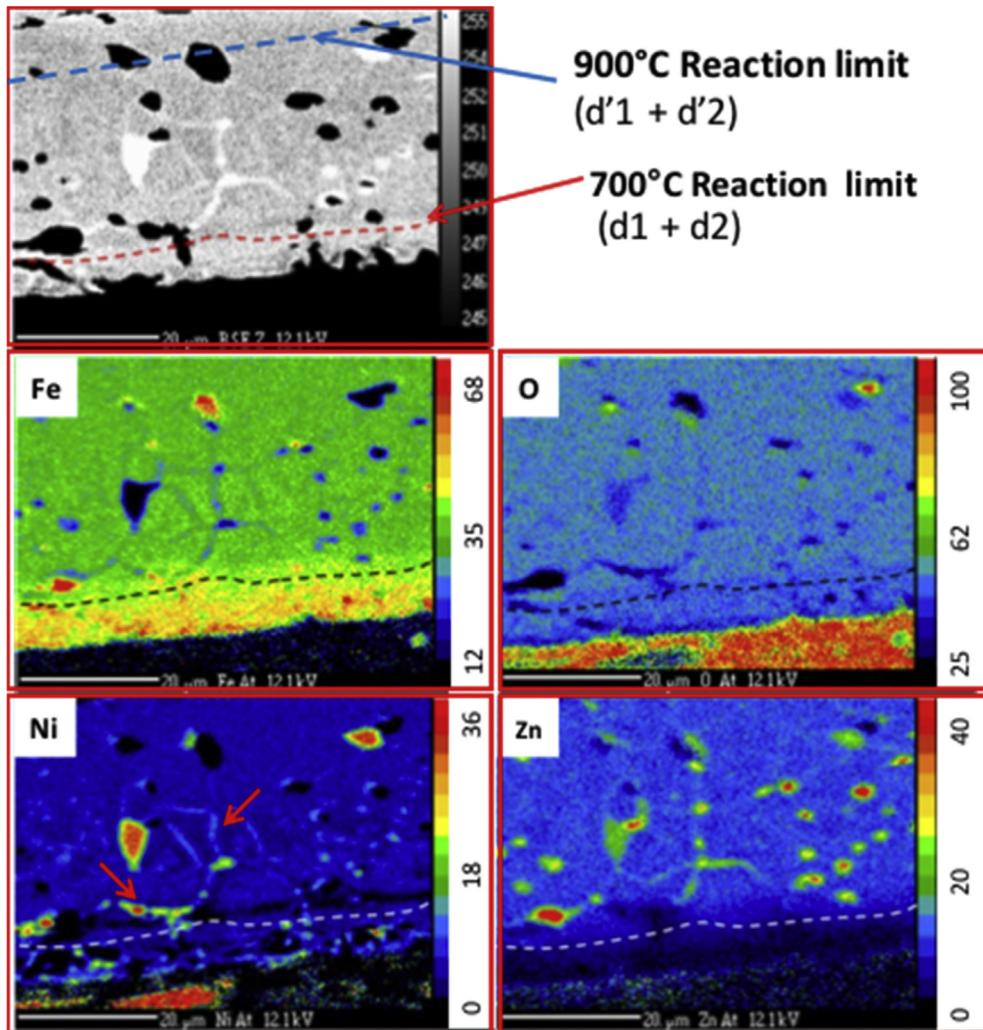 255
254
252
251
250
247
246
245
900°C Reaction limit
(d'1 + d'2)
700°C Reaction limit
(d1 + d2)
20 µm BSE Z 12.1kV
Fe
68
35
12
20 µm Fe At 12.1kV
O
100
62
25
20 µm O At 12.1kV
Ni
36
18
0
20 µm Ni At 12.1kV
Zn
40
20
0
20 µm Zn At 12.1kV